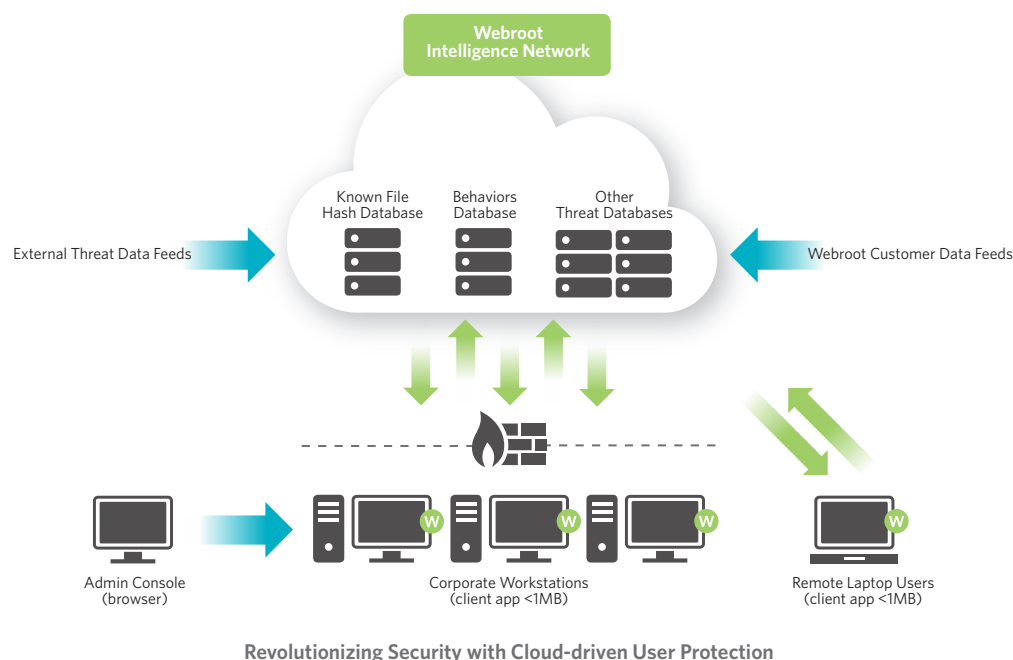 Webroot
Intelligence Network
Known File
Hash Database
Behaviors
Database
Other
Threat Databases
External Threat Data Feeds
Webroot Customer Data Feeds
W
W
W
W
Admin Console
(browser)
Corporate Workstations
(client app <1MB)
Remote Laptop Users
(client app <1MB)
Revolutionizing Security with Cloud-driven User Protection